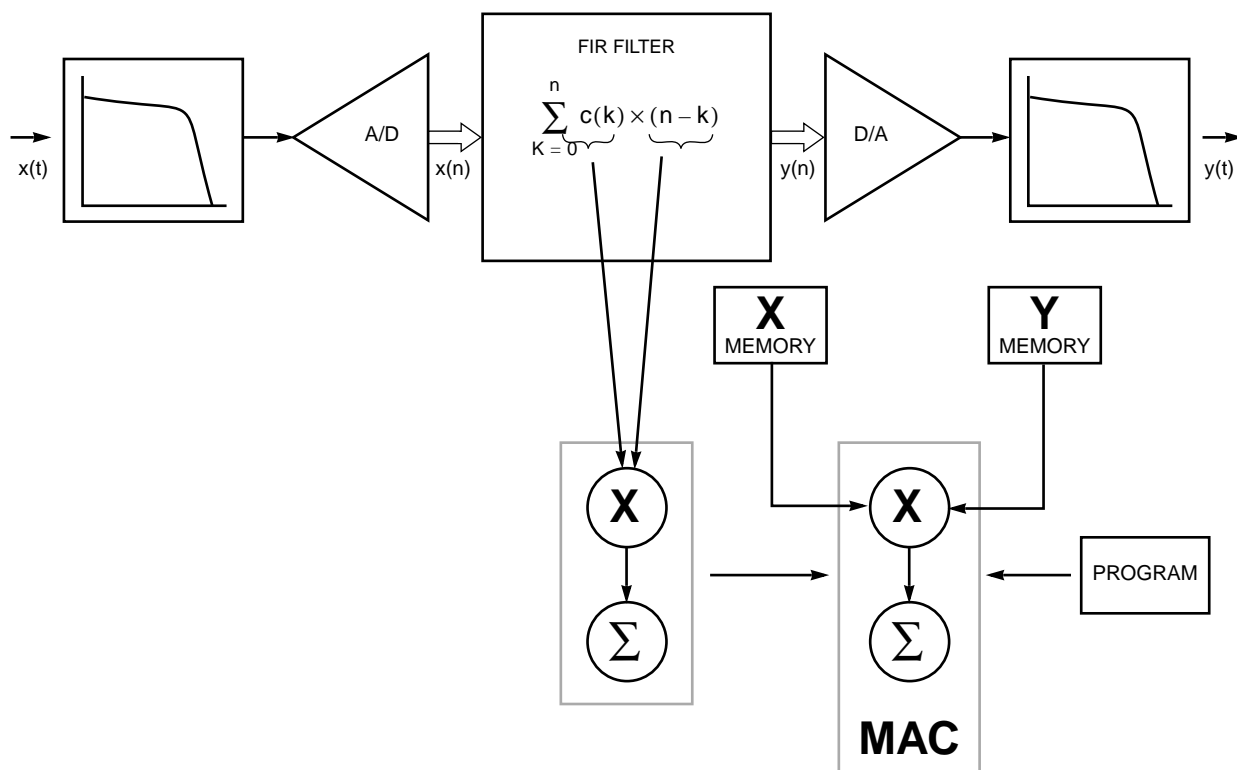 FIR FILTER
n
∑ c(k) × (n − k)
K = 0
A/D
D/A
x(t)
x(n)
y(n)
y(t)
X
MEMORY
Y
MEMORY
X
X
PROGRAM
Σ
Σ
MAC